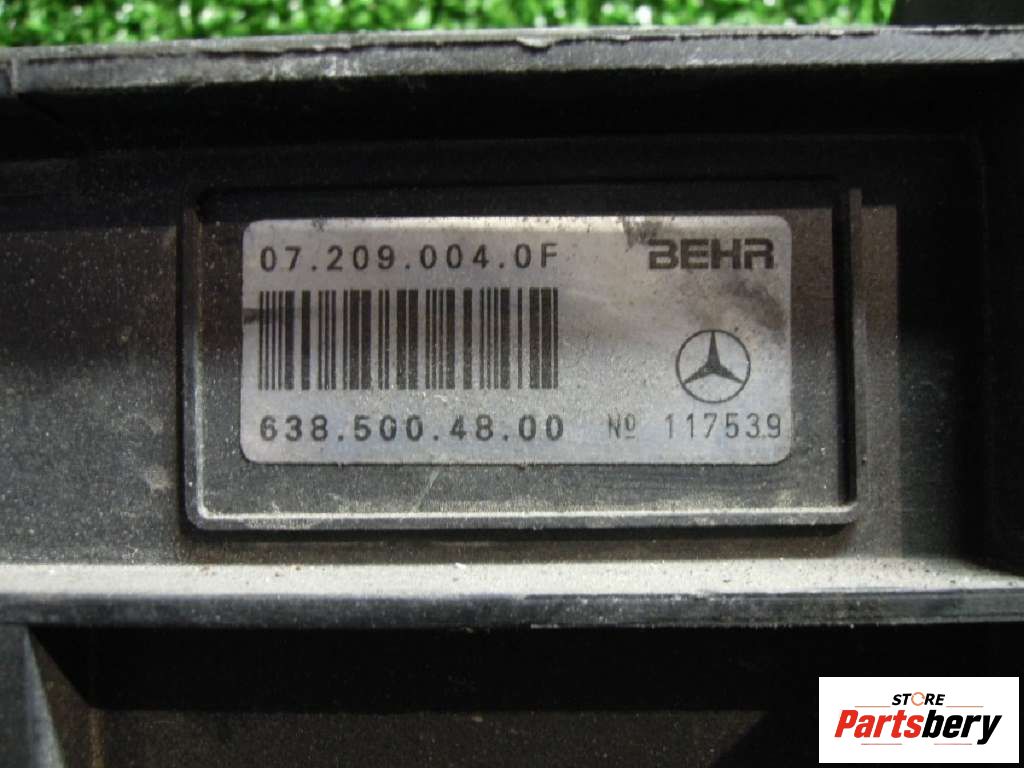 07.209.004.0F BEHR
638.500.48.00 Nº 117539
STORE
Partsbery